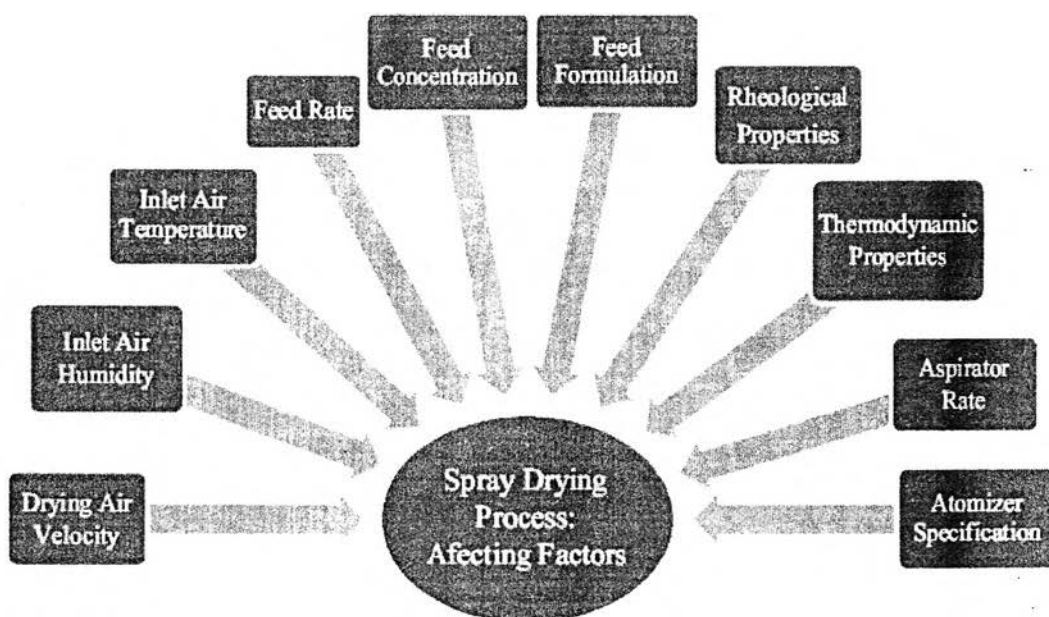 Feed
Concentration
Feed
Formulation
Feed Rate
Rheological
Properties
Inlet Air
Temperature
Thermodynamic
Properties
Inlet Air
Humidity
Aspirator
Rate
Drying Air
Velocity
Spray Drying
Process:
Afecting Factors
Atomizer
Specification